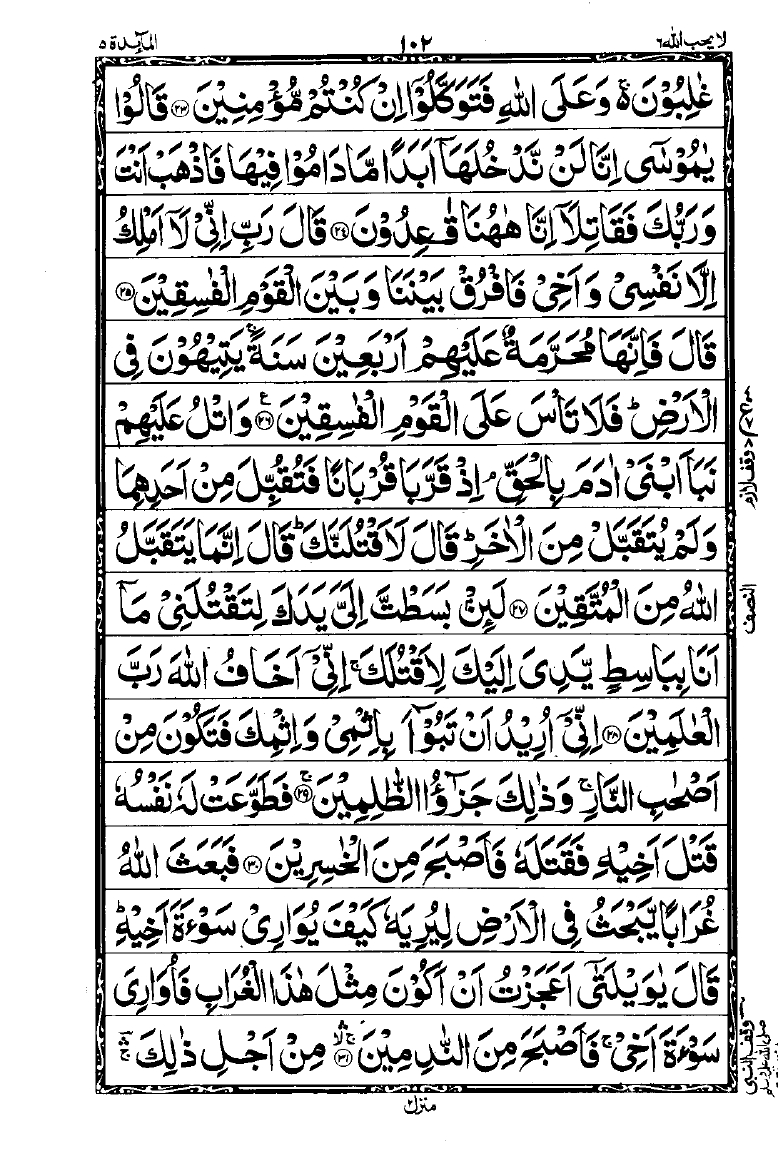 لا يحب الله ٦
١٠٢
المآئدة ٥
غٰلِبُوْنَ ەۚ وَعَلَى اللّٰهِ فَتَوَكَّلُوْۤا اِنْ كُنْتُمْ مُّؤْمِنِيْنَ ﴿٢٣﴾ قَالُوْا
يٰمُوْسٰۤى اِنَّا لَنْ نَّدْخُلَهَاۤ اَبَدًا مَّا دَامُوْا فِيْهَا فَاذْهَبْ اَنْتَ
وَرَبُّكَ فَقَاتِلَاۤ اِنَّا هٰهُنَا قٰعِدُوْنَ ﴿٢٤﴾ قَالَ رَبِّ اِنِّيْ لَاۤ اَمْلِكُ
اِلَّا نَفْسِيْ وَاَخِيْ فَافْرُقْ بَيْنَنَا وَبَيْنَ الْقَوْمِ الْفٰسِقِيْنَ ﴿٢٥﴾
قَالَ فَاِنَّهَا مُحَرَّمَةٌ عَلَيْهِمْ اَرْبَعِيْنَ سَنَةً ۚ يَتِيْهُوْنَ فِي
الْاَرْضِ ؕ فَلَا تَاْسَ عَلَى الْقَوْمِ الْفٰسِقِيْنَ ﴿٢٦﴾ ع وَاتْلُ عَلَيْهِمْ
نَبَاَ ابْنَيْ اٰدَمَ بِالْحَقِّ ۘ اِذْ قَرَّبَا قُرْبَانًا فَتُقُبِّلَ مِنْ اَحَدِهِمَا
وَلَمْ يُتَقَبَّلْ مِنَ الْاٰخَرِ ؕ قَالَ لَاَقْتُلَنَّكَ ؕ قَالَ اِنَّمَا يَتَقَبَّلُ
اللّٰهُ مِنَ الْمُتَّقِيْنَ ﴿٢٧﴾ لَئِنْۢ بَسَطْتَّ اِلَيَّ يَدَكَ لِتَقْتُلَنِيْ مَاۤ
اَنَا بِبَاسِطٍ يَّدِيَ اِلَيْكَ لِاَقْتُلَكَ ۚ اِنِّيْۤ اَخَافُ اللّٰهَ رَبَّ
الْعٰلَمِيْنَ ﴿٢٨﴾ اِنِّيْۤ اُرِيْدُ اَنْ تَبُوْٓاَ بِاِثْمِيْ وَاِثْمِكَ فَتَكُوْنَ مِنْ
اَصْحٰبِ النَّارِ ۚ وَذٰلِكَ جَزٰٓؤُا الظّٰلِمِيْنَ ﴿٢٩﴾ ۚ فَطَوَّعَتْ لَهٗ نَفْسُهٗ
قَتْلَ اَخِيْهِ فَقَتَلَهٗ فَاَصْبَحَ مِنَ الْخٰسِرِيْنَ ﴿٣٠﴾ فَبَعَثَ اللّٰهُ
غُرَابًا يَّبْحَثُ فِي الْاَرْضِ لِيُرِيَهٗ كَيْفَ يُوَارِيْ سَوْءَةَ اَخِيْهِ ؕ
قَالَ يٰوَيْلَتٰۤى اَعَجَزْتُ اَنْ اَكُوْنَ مِثْلَ هٰذَا الْغُرَابِ فَاُوَارِيَ
سَوْءَةَ اَخِيْ ۚ فَاَصْبَحَ مِنَ النّٰدِمِيْنَ ﴿٣١﴾ مِنْ اَجْلِ ذٰلِكَ
وقف لازم
النصف
وقف النبي
صلى الله عليه وسلم
منزل ٢